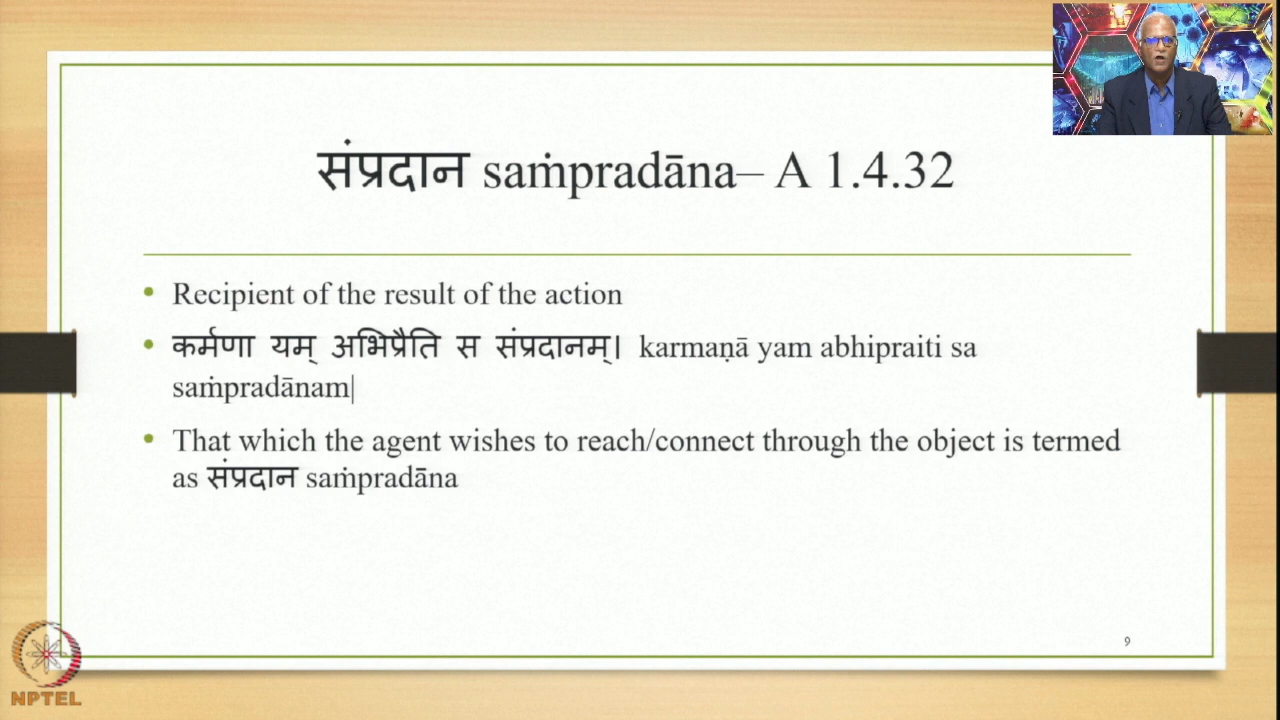 संप्रदान saṁpradāna– A 1.4.32
• Recipient of the result of the action
• कर्मणा यम् अभिप्रैति स संप्रदानम्। karmaṇā yam abhipraiti sa
saṁpradānam|
• That which the agent wishes to reach/connect through the object is termed
as संप्रदान saṁpradāna
9
NPTEL